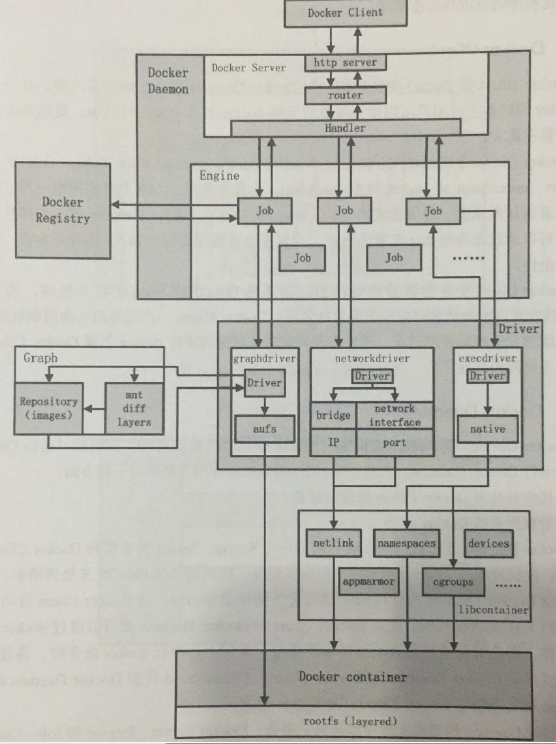 Docker Client
http server
Docker Server
Docker
Daemon
router
Handler
Engine
Docker
Registry
Job
Job
Job
Job
Job
......
Driver
Graph
graphdriver
networkdriver
execdriver
Driver
Driver
Driver
Repository
(images)
mnt
diff
layers
bridge
network
interface
aufs
native
IP
port
netlink
namespaces
devices
appmarmor
cgroups
......
libcontainer
Docker container
rootfs (layered)